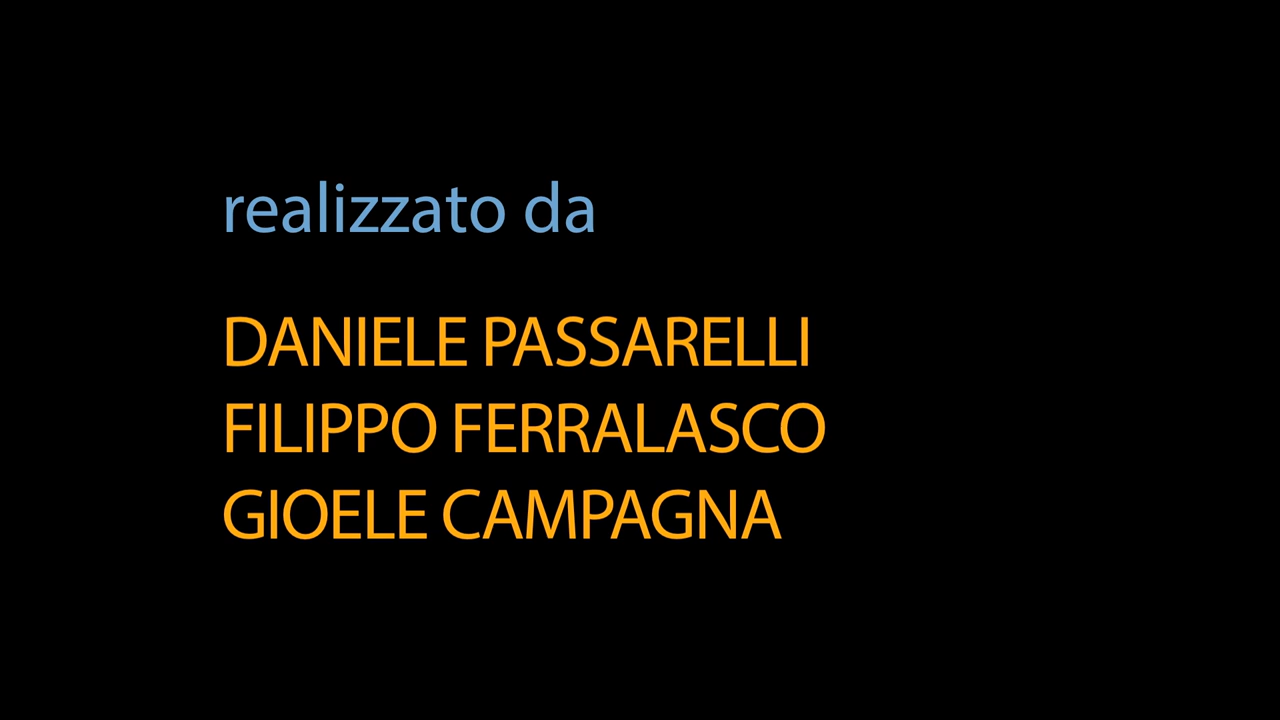 realizzato da
DANIELE PASSARELLI
FILIPPO FERRALASCO
GIOELE CAMPAGNA